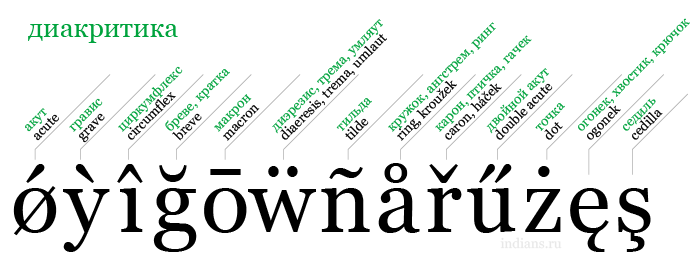 диакритика
акут
acute
гравис
grave
циркумфлекс
circumflex
бреве, кратка
breve
макрон
macron
диэрезис, трема, умляут
diaeresis, trema, umlaut
тильда
tilde
кружок, ангстрем, ринг
ring, kroužek
карон, птичка, гачек
caron, háček
двойной акут
double acute
точка
dot
огонек, хвостик, крючок
ogonek
седиль
cedilla
ǿỳîğōẅñåřűżęş
indians.ru